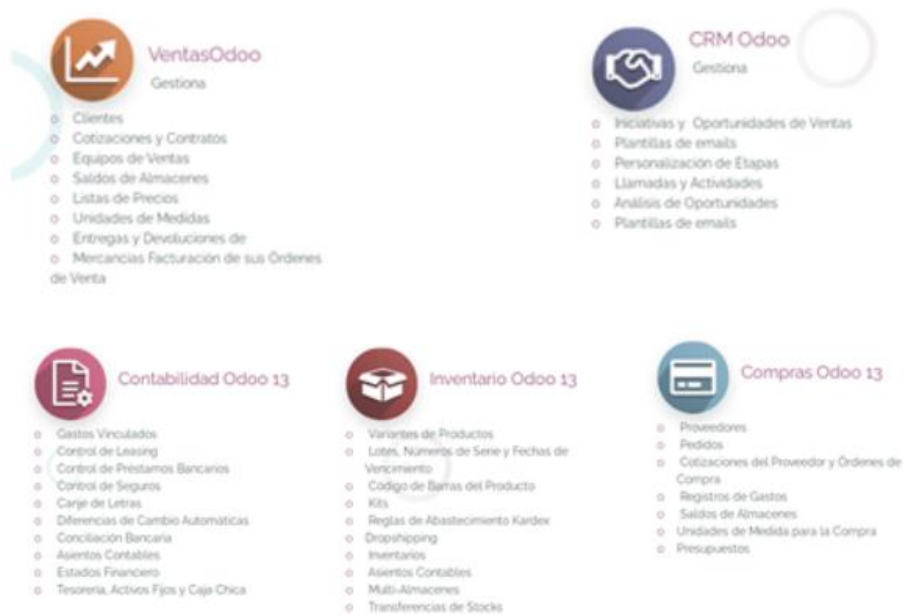 VentasOdoo
Gestiona
Clientes
Cotizaciones y Contratos
Equipos de Ventas
Saldos de Almacenes
Listas de Precios
Unidades de Medidas
Entregas y Devoluciones de
Mercancias Facturación de sus Órdenes
de Venta
CRM Odoo
Gestiona
Iniciativas y Oportunidades de Ventas
Plantillas de emails
Personalización de Etapas
Llamadas y Actividades
Análisis de Oportunidades
Plantillas de emails
Contabilidad Odoo 13
Gastos Vinculados
Control de Leasing
Control de Préstamos Bancarios
Control de Seguros
Canje de Letras
Diferencias de Cambio Automáticas
Conciliación Bancaria
Asientos Contables
Estados Financiero
Tesorería, Activos Fijos y Caja Chica
Inventario Odoo 13
Variantes de Productos
Lotes, Números de Serie y Fechas de
Vencimiento
Código de Barras del Producto
Kits
Reglas de Abastecimiento Kardex
Dropshipping
Inventarios
Asientos Contables
Multi-Almacenes
Transferencias de Stocks
Compras Odoo 13
Proveedores
Pedidos
Cotizaciones del Proveedor y Órdenes de
Compra
Registros de Gastos
Saldos de Almacenes
Unidades de Medida para la Compra
Presupuestos